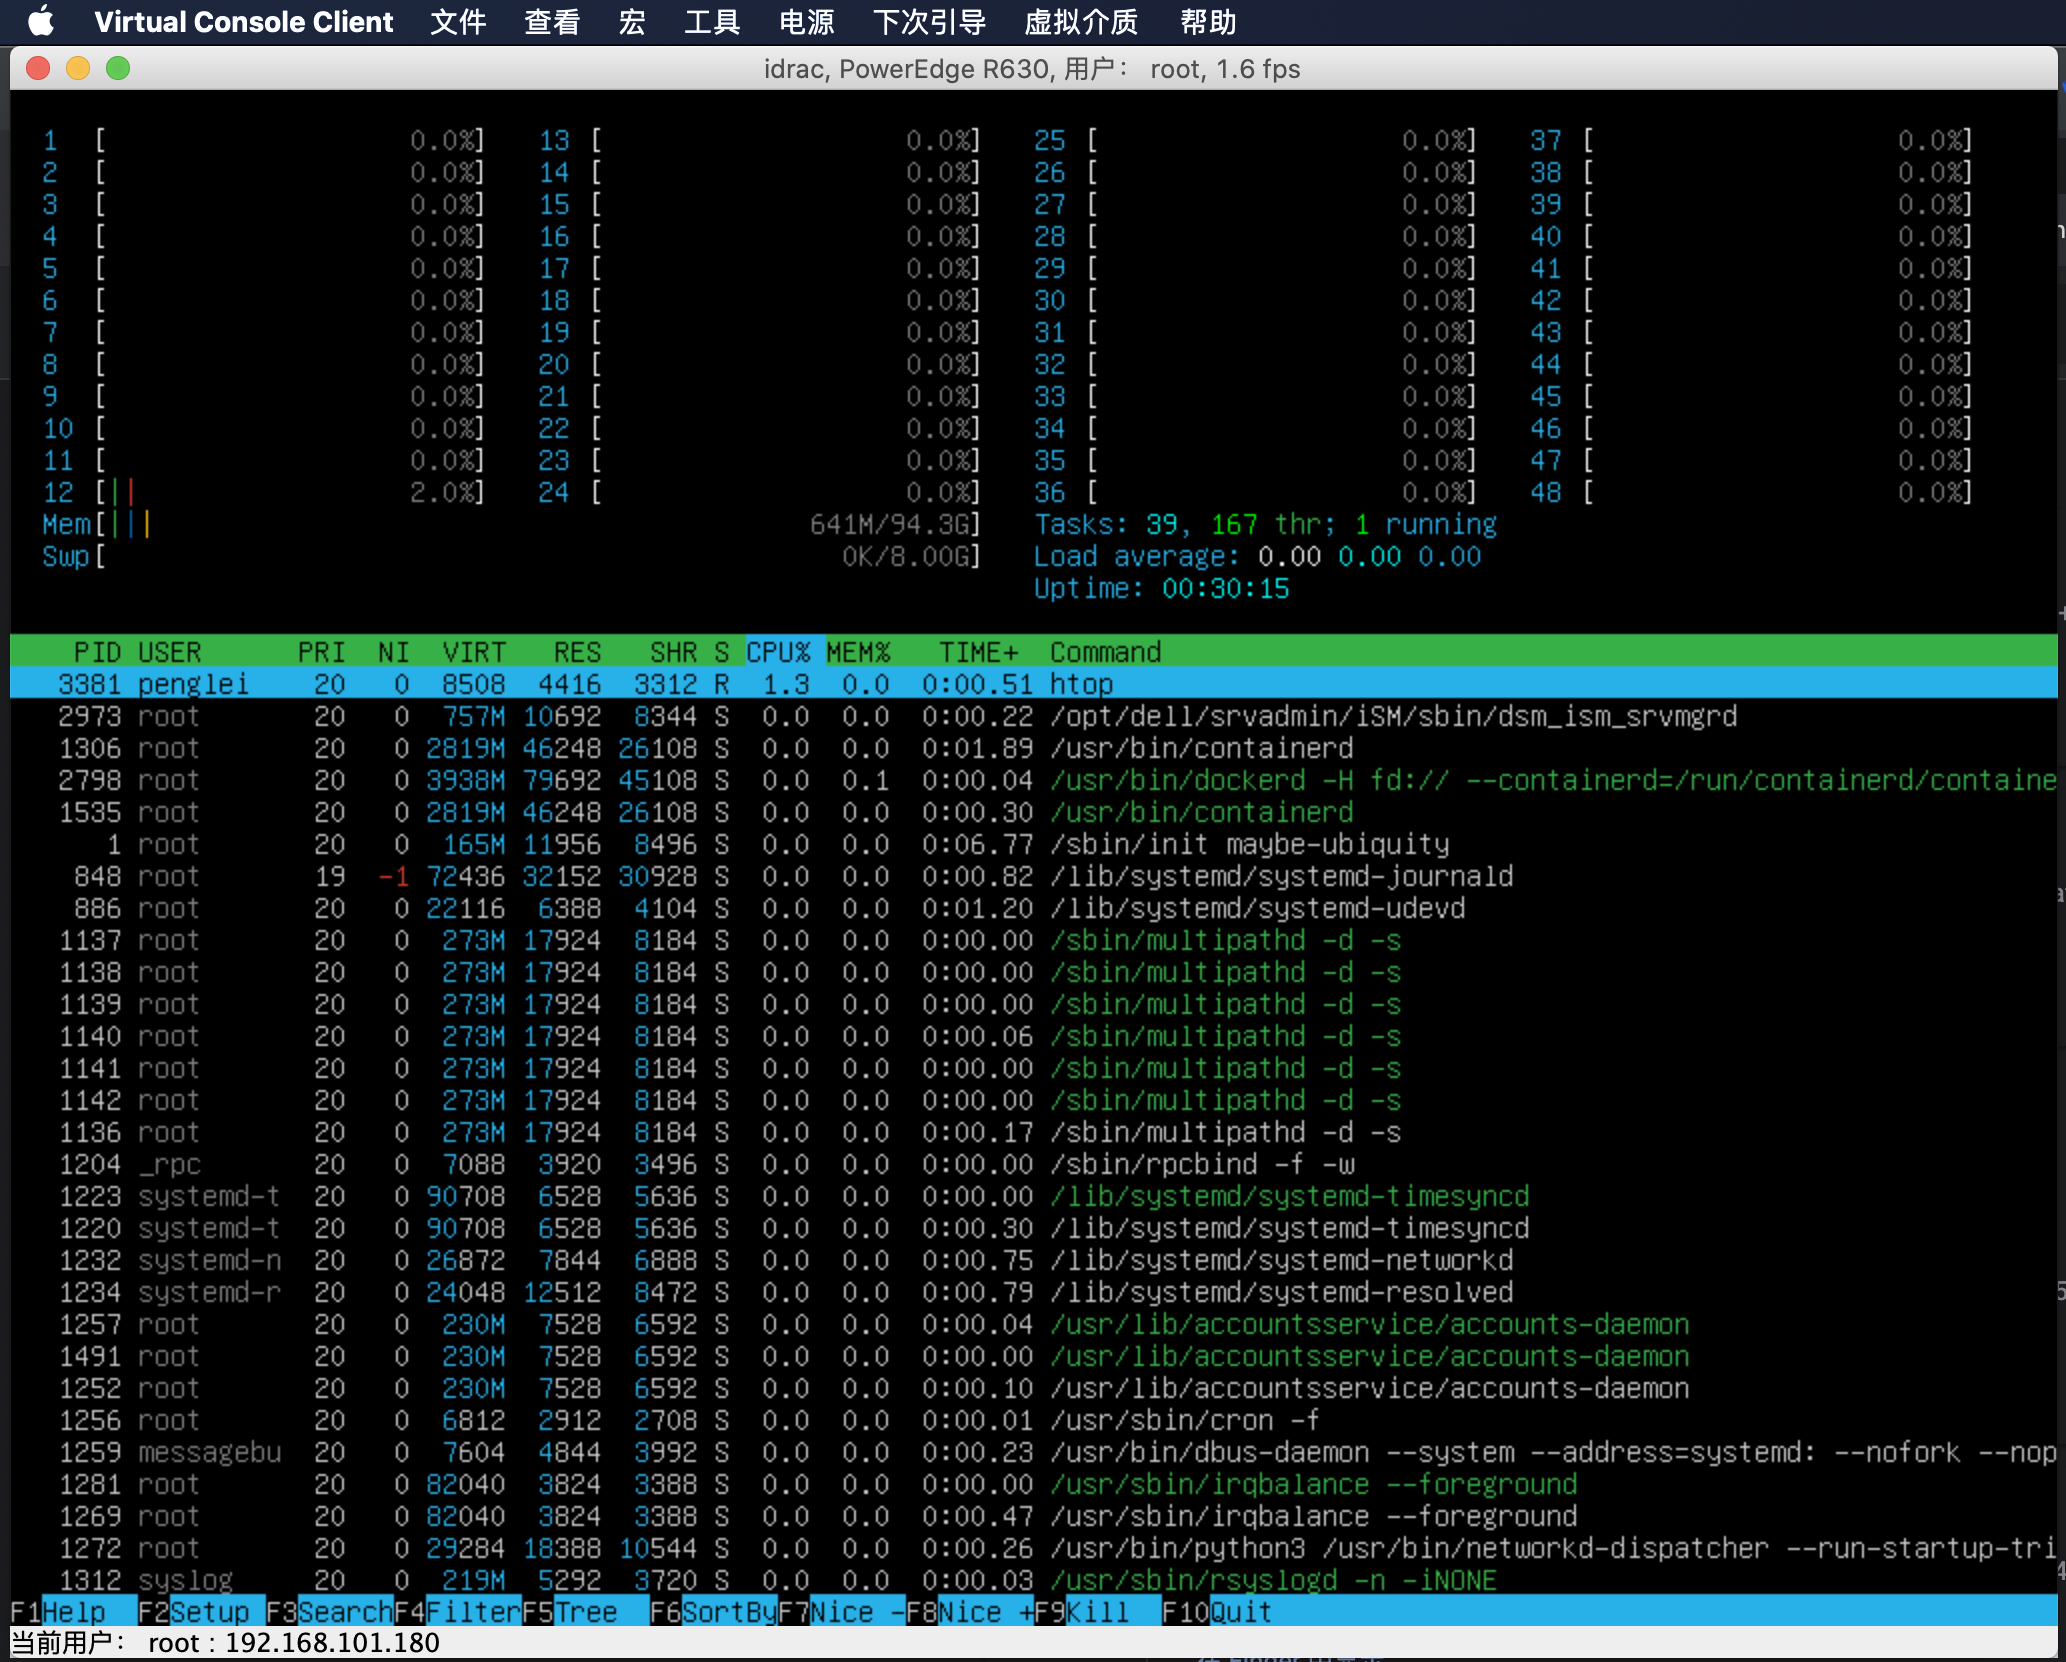 Virtual Console Client 文件 查看 宏 工具 电源 下次引导 虚拟介质 帮助
idrac, PowerEdge R630, 用户： root, 1.6 fps
1 [ 0.0%] 13 [ 0.0%] 25 [ 0.0%] 37 [ 0.0%]
2 [ 0.0%] 14 [ 0.0%] 26 [ 0.0%] 38 [ 0.0%]
3 [ 0.0%] 15 [ 0.0%] 27 [ 0.0%] 39 [ 0.0%]
4 [ 0.0%] 16 [ 0.0%] 28 [ 0.0%] 40 [ 0.0%]
5 [ 0.0%] 17 [ 0.0%] 29 [ 0.0%] 41 [ 0.0%]
6 [ 0.0%] 18 [ 0.0%] 30 [ 0.0%] 42 [ 0.0%]
7 [ 0.0%] 19 [ 0.0%] 31 [ 0.0%] 43 [ 0.0%]
8 [ 0.0%] 20 [ 0.0%] 32 [ 0.0%] 44 [ 0.0%]
9 [ 0.0%] 21 [ 0.0%] 33 [ 0.0%] 45 [ 0.0%]
10 [ 0.0%] 22 [ 0.0%] 34 [ 0.0%] 46 [ 0.0%]
11 [ 0.0%] 23 [ 0.0%] 35 [ 0.0%] 47 [ 0.0%]
12 [|| 2.0%] 24 [ 0.0%] 36 [ 0.0%] 48 [ 0.0%]
Mem[||| 641M/94.3G] Tasks: 39, 167 thr; 1 running
Swp[ 0K/8.00G] Load average: 0.00 0.00 0.00
Uptime: 00:30:15
PID USER PRI NI VIRT RES SHR S CPU% MEM% TIME+ Command
3381 penglei 20 0 8508 4416 3312 R 1.3 0.0 0:00.51 htop
2973 root 20 0 757M 10692 8344 S 0.0 0.0 0:00.22 /opt/dell/srvadmin/iSM/sbin/dsm_ism_srvmgrd
1306 root 20 0 2819M 46248 26108 S 0.0 0.0 0:01.89 /usr/bin/containerd
2798 root 20 0 3938M 79692 45108 S 0.0 0.1 0:00.04 /usr/bin/dockerd -H fd:// --containerd=/run/containerd/containe
1535 root 20 0 2819M 46248 26108 S 0.0 0.0 0:00.30 /usr/bin/containerd
1 root 20 0 165M 11956 8496 S 0.0 0.0 0:06.77 /sbin/init maybe-ubiquity
848 root 19 -1 72436 32152 30928 S 0.0 0.0 0:00.82 /lib/systemd/systemd-journald
886 root 20 0 22116 6388 4104 S 0.0 0.0 0:01.20 /lib/systemd/systemd-udevd
1137 root 20 0 273M 17924 8184 S 0.0 0.0 0:00.00 /sbin/multipathd -d -s
1138 root 20 0 273M 17924 8184 S 0.0 0.0 0:00.00 /sbin/multipathd -d -s
1139 root 20 0 273M 17924 8184 S 0.0 0.0 0:00.00 /sbin/multipathd -d -s
1140 root 20 0 273M 17924 8184 S 0.0 0.0 0:00.06 /sbin/multipathd -d -s
1141 root 20 0 273M 17924 8184 S 0.0 0.0 0:00.00 /sbin/multipathd -d -s
1142 root 20 0 273M 17924 8184 S 0.0 0.0 0:00.00 /sbin/multipathd -d -s
1136 root 20 0 273M 17924 8184 S 0.0 0.0 0:00.17 /sbin/multipathd -d -s
1204 _rpc 20 0 7088 3920 3496 S 0.0 0.0 0:00.00 /sbin/rpcbind -f -w
1223 systemd-t 20 0 90708 6528 5636 S 0.0 0.0 0:00.00 /lib/systemd/systemd-timesyncd
1220 systemd-t 20 0 90708 6528 5636 S 0.0 0.0 0:00.30 /lib/systemd/systemd-timesyncd
1232 systemd-n 20 0 26872 7844 6888 S 0.0 0.0 0:00.75 /lib/systemd/systemd-networkd
1234 systemd-r 20 0 24048 12512 8472 S 0.0 0.0 0:00.79 /lib/systemd/systemd-resolved
1257 root 20 0 230M 7528 6592 S 0.0 0.0 0:00.04 /usr/lib/accountsservice/accounts-daemon
1491 root 20 0 230M 7528 6592 S 0.0 0.0 0:00.00 /usr/lib/accountsservice/accounts-daemon
1252 root 20 0 230M 7528 6592 S 0.0 0.0 0:00.10 /usr/lib/accountsservice/accounts-daemon
1256 root 20 0 6812 2912 2708 S 0.0 0.0 0:00.01 /usr/sbin/cron -f
1259 messagebu 20 0 7604 4844 3992 S 0.0 0.0 0:00.23 /usr/bin/dbus-daemon --system --address=systemd: --nofork --nop
1281 root 20 0 82040 3824 3388 S 0.0 0.0 0:00.00 /usr/sbin/irqbalance --foreground
1269 root 20 0 82040 3824 3388 S 0.0 0.0 0:00.47 /usr/sbin/irqbalance --foreground
1272 root 20 0 29284 18388 10544 S 0.0 0.0 0:00.26 /usr/bin/python3 /usr/bin/networkd-dispatcher --run-startup-tri
1312 syslog 20 0 219M 5292 3720 S 0.0 0.0 0:00.03 /usr/sbin/rsyslogd -n -iNONE
F1Help F2Setup F3SearchF4FilterF5Tree F6SortByF7Nice -F8Nice +F9Kill F10Quit
当前用户： root : 192.168.101.180